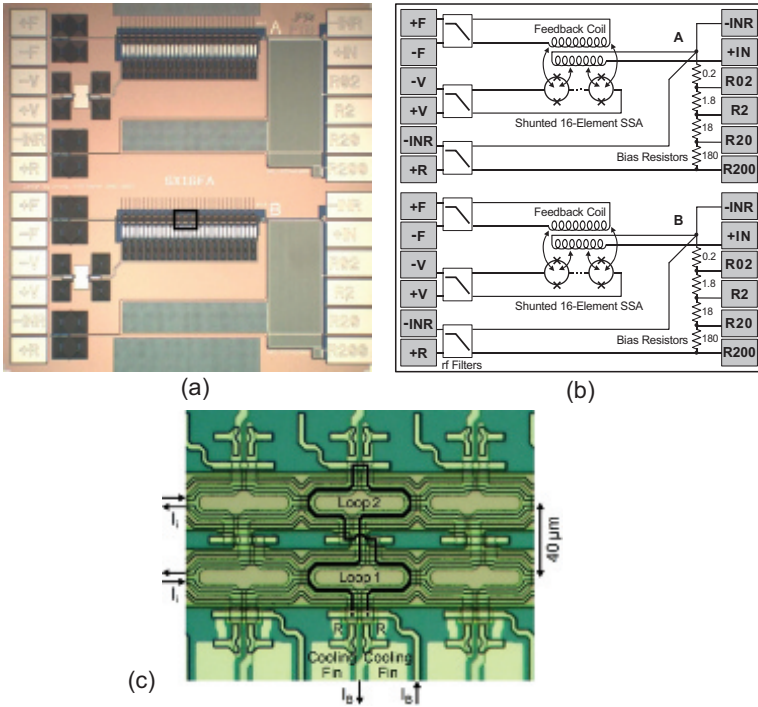 +F
-F
-V
+V
-INR
+R
A
-INR
+IN
R02
R2
R20
R200
SX16FA
+F
-F
-V
+V
-INR
+R
B
-INR
+IN
R02
R2
R20
R200
(a)
+F
-F
-V
+V
-INR
+R
Feedback Coil
A
Shunted 16-Element SSA
Bias Resistors
0.2
1.8
18
180
-INR
+IN
R02
R2
R20
R200
+F
-F
-V
+V
-INR
+R
Feedback Coil
B
Shunted 16-Element SSA
Bias Resistors
rf Filters
0.2
1.8
18
180
-INR
+IN
R02
R2
R20
R200
(b)
Ii
Loop 2
Loop 1
Ii
40 µm
R R
Cooling Cooling
Fin Fin
IB IB
(c)